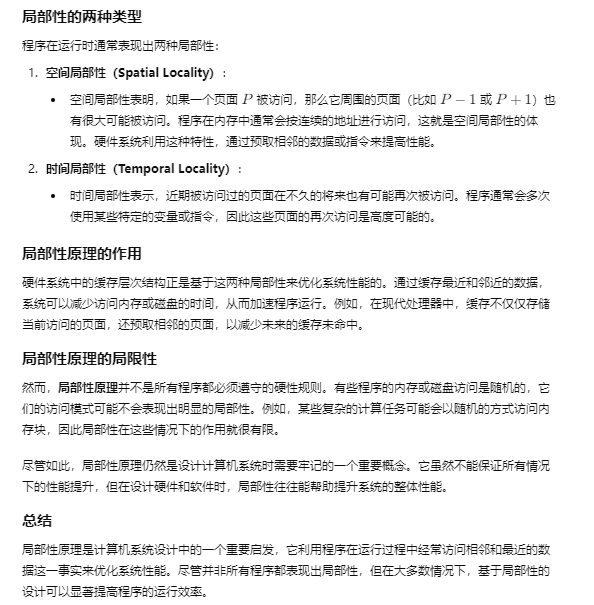 局部性的两种类型
程序在运行时通常表现出两种局部性：
1. 空间局部性（Spatial Locality）：
• 空间局部性表明，如果一个页面 P 被访问，那么它周围的页面（比如 P − 1 或 P + 1）也
有很大可能被访问。程序在内存中通常会按连续的地址进行访问，这就是空间局部性的体
现。硬件系统利用这种特性，通过预取相邻的数据或指令来提高性能。
2. 时间局部性（Temporal Locality）：
• 时间局部性表示，近期被访问过的页面在不久的将来也有可能再次被访问。程序通常会多次
使用某些特定的变量或指令，因此这些页面的再次访问是高度可能的。
局部性原理的作用
硬件系统中的缓存层次结构正是基于这两种局部性来优化系统性能的。通过缓存最近和邻近的数据，
系统可以减少访问内存或磁盘的时间，从而加速程序运行。例如，在现代处理器中，缓存不仅仅存储
当前访问的页面，还预取相邻的页面，以减少未来的缓存未命中。
局部性原理的局限性
然而，局部性原理并不是所有程序都必须遵守的硬性规则。有些程序的内存或磁盘访问是随机的，它
们的访问模式可能不会表现出明显的局部性。例如，某些复杂的计算任务可能会以随机的方式访问内
存块，因此局部性在这些情况下的作用就很有限。
尽管如此，局部性原理仍然是设计计算机系统时需要牢记的一个重要概念。它虽然不能保证所有情况
下的性能提升，但在设计硬件和软件时，局部性往往能帮助提升系统的整体性能。
总结
局部性原理是计算机系统设计中的一个重要启发，它利用程序在运行过程中经常访问相邻和最近的数
据这一事实来优化系统性能。尽管并非所有程序都表现出局部性，但在大多数情况下，基于局部性的
设计可以显著提高程序的运行效率。